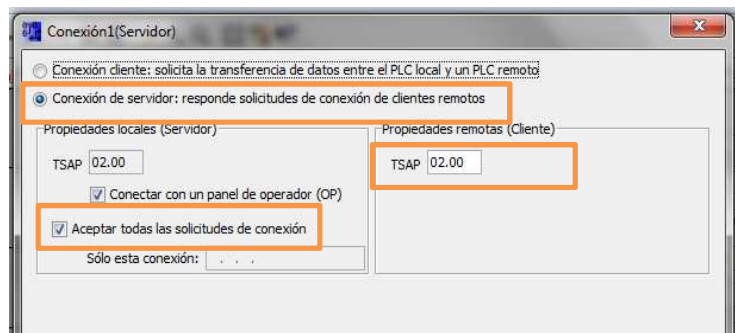 Conexión1(Servidor)
Conexión cliente: solicita la transferencia de datos entre el PLC local y un PLC remoto
Conexión de servidor: responde solicitudes de conexión de clientes remotos
Propiedades locales (Servidor)
Propiedades remotas (Cliente)
TSAP 02.00
TSAP 02.00
Conectar con un panel de operador (OP)
Aceptar todas las solicitudes de conexión
Sólo esta conexión: . . .